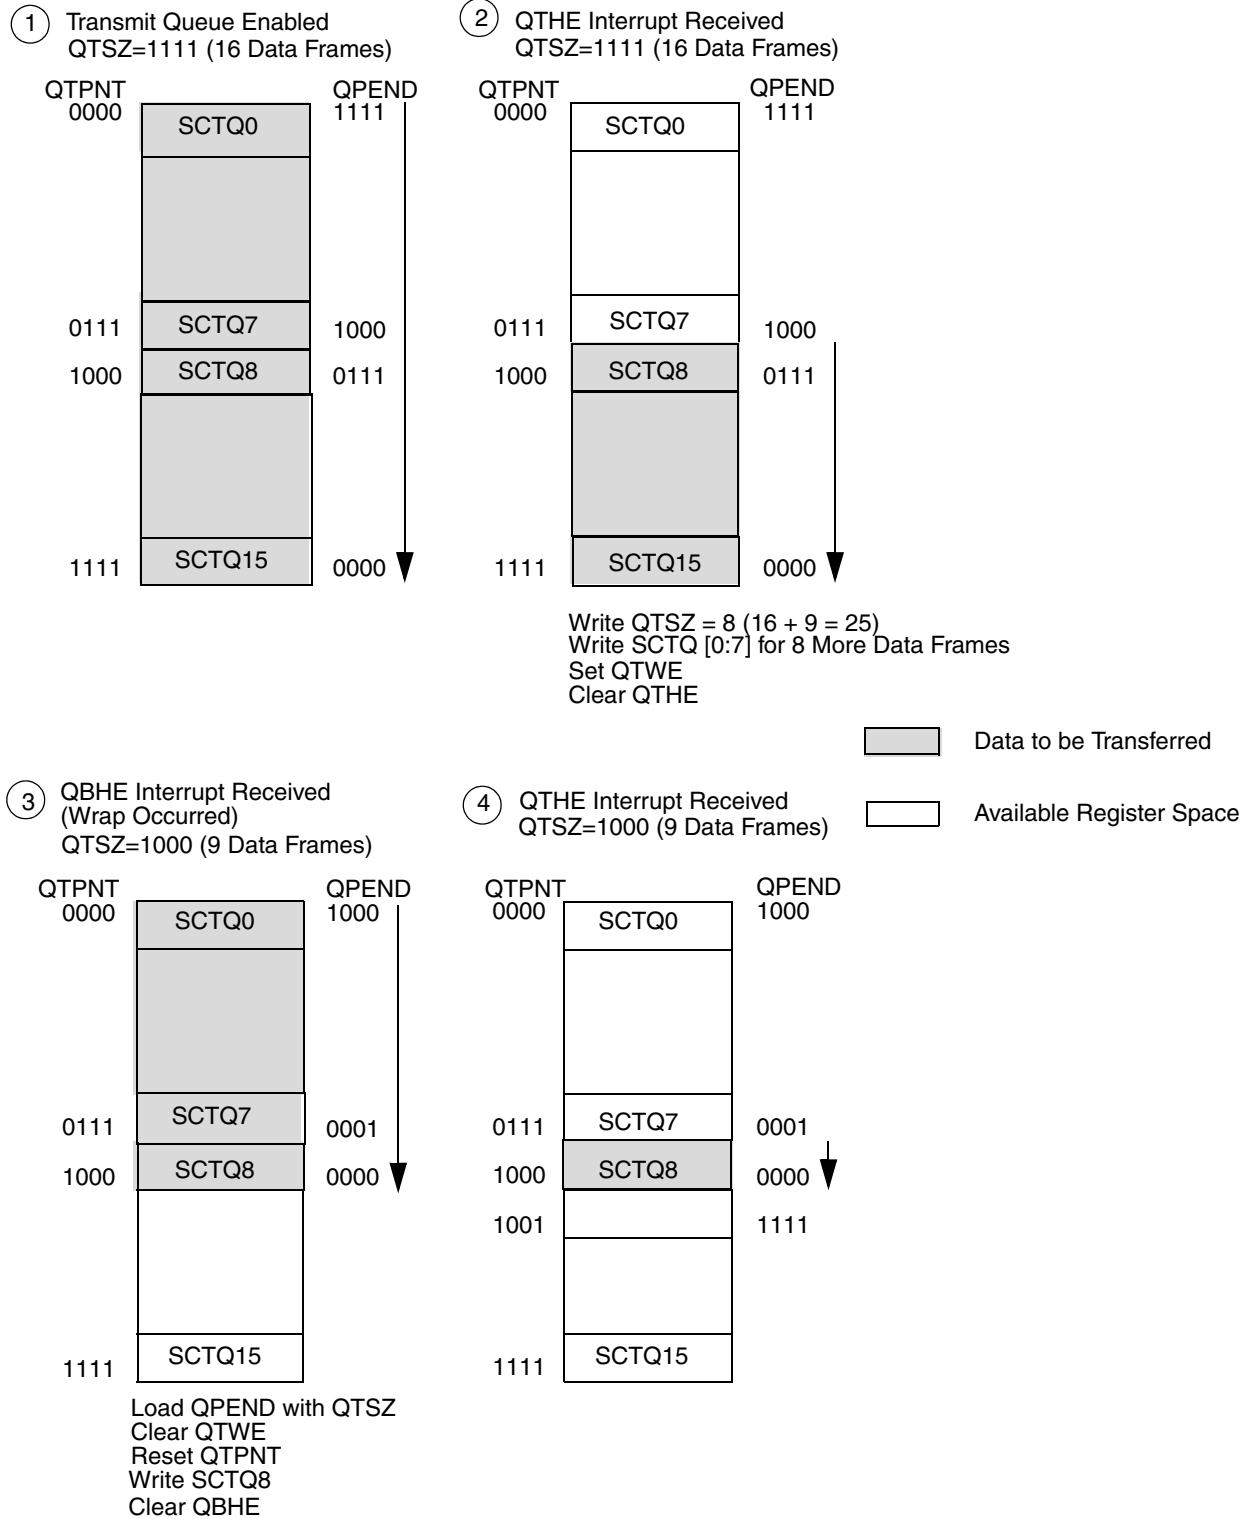 1 Transmit Queue Enabled
QTSZ=1111 (16 Data Frames)
QTPNT QPEND
0000 SCTQ0 1111
0111 SCTQ7 1000
1000 SCTQ8 0111
1111 SCTQ15 0000
2 QTHE Interrupt Received
QTSZ=1111 (16 Data Frames)
QTPNT QPEND
0000 SCTQ0 1111
0111 SCTQ7 1000
1000 SCTQ8 0111
1111 SCTQ15 0000
Write QTSZ = 8 (16 + 9 = 25)
Write SCTQ [0:7] for 8 More Data Frames
Set QTWE
Clear QTHE
Data to be Transferred
Available Register Space
3 QBHE Interrupt Received
(Wrap Occurred)
QTSZ=1000 (9 Data Frames)
QTPNT QPEND
0000 SCTQ0 1000
0111 SCTQ7 0001
1000 SCTQ8 0000
1111 SCTQ15
Load QPEND with QTSZ
Clear QTWE
Reset QTPNT
Write SCTQ8
Clear QBHE
4 QTHE Interrupt Received
QTSZ=1000 (9 Data Frames)
QTPNT QPEND
0000 SCTQ0 1000
0111 SCTQ7 0001
1000 SCTQ8 0000
1001 1111
1111 SCTQ15